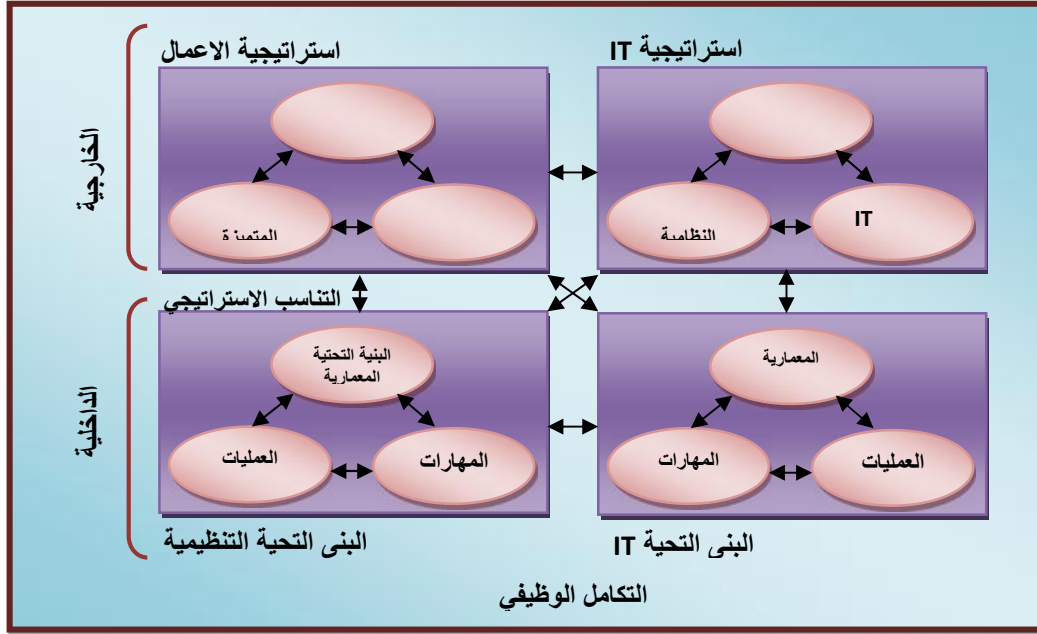 استراتيجية الاعمال
استراتيجية IT
الخارجية
المتميزة
النظامية
IT
التناسب الاستراتيجي
الداخلية
البنية التحتية
المعمارية
العمليات
المهارات
المعمارية
المهارات
العمليات
البنى التحية التنظيمية
البنى التحية IT
التكامل الوظيفي